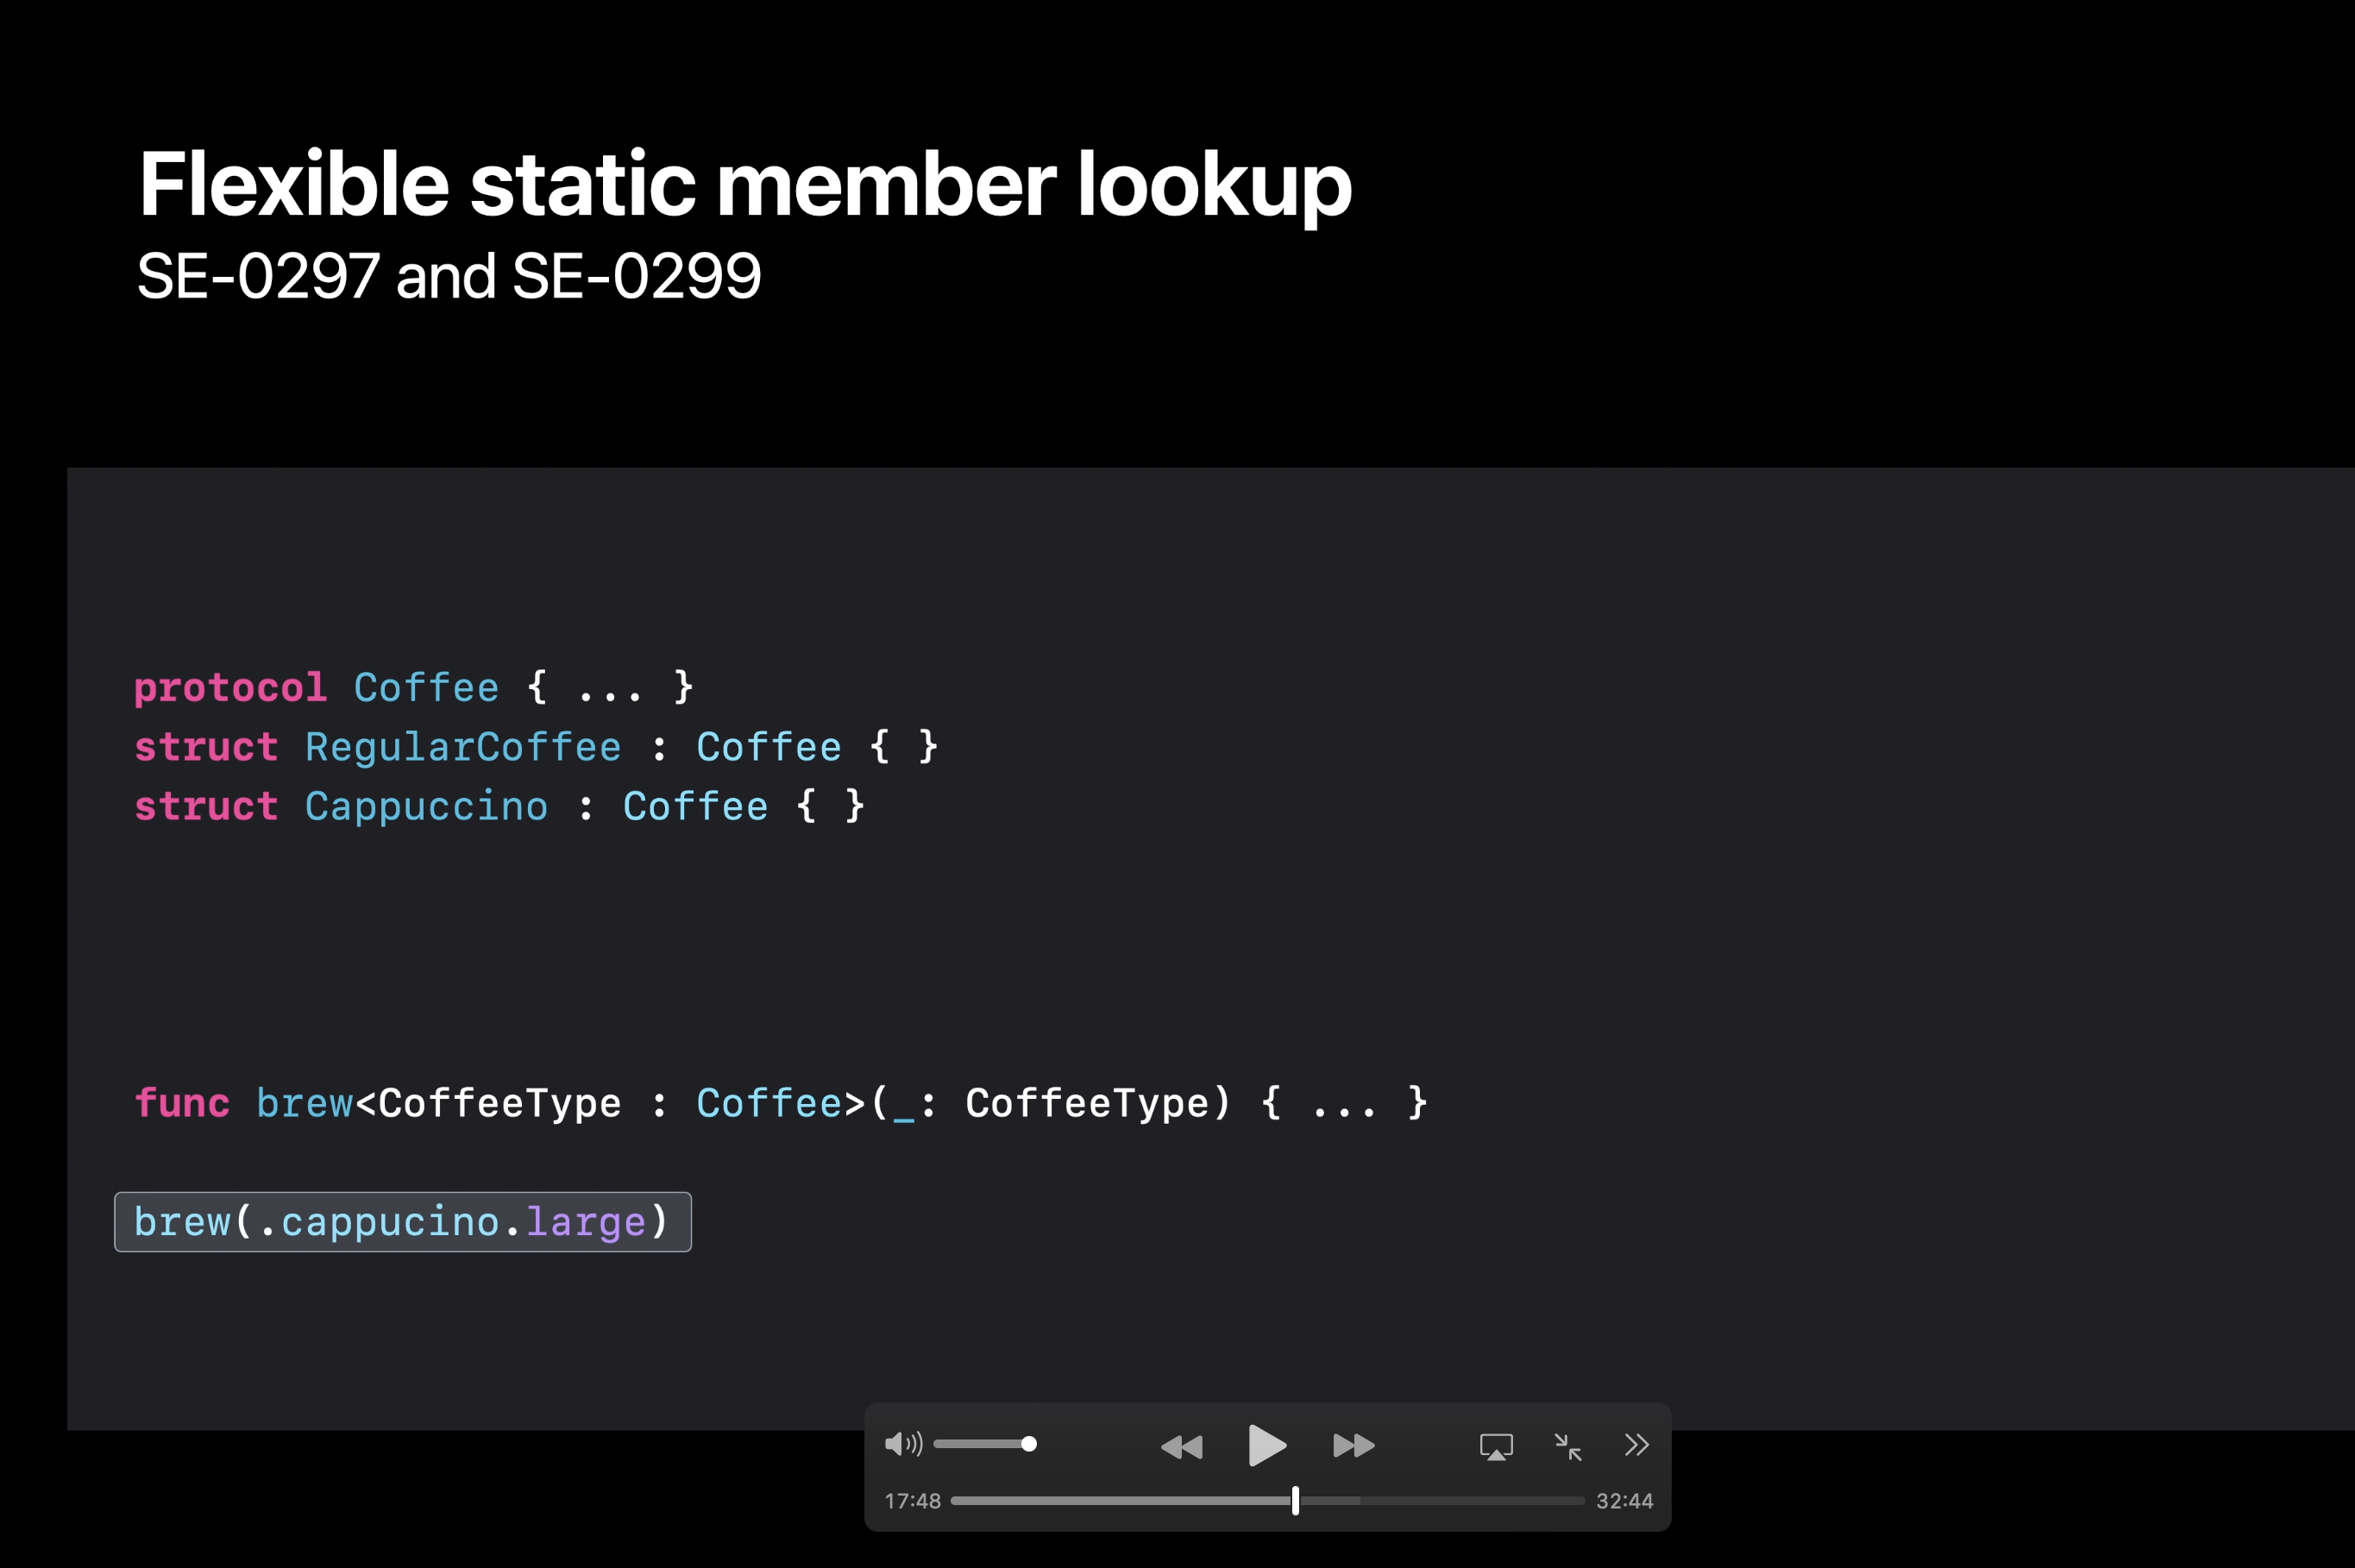 Flexible static member lookup
SE-0297 and SE-0299
protocol Coffee { ... }
struct RegularCoffee : Coffee { }
struct Cappuccino : Coffee { }
func brew<CoffeeType : Coffee>(_: CoffeeType) { ... }
brew(.cappucino.large)
17:48
32:44